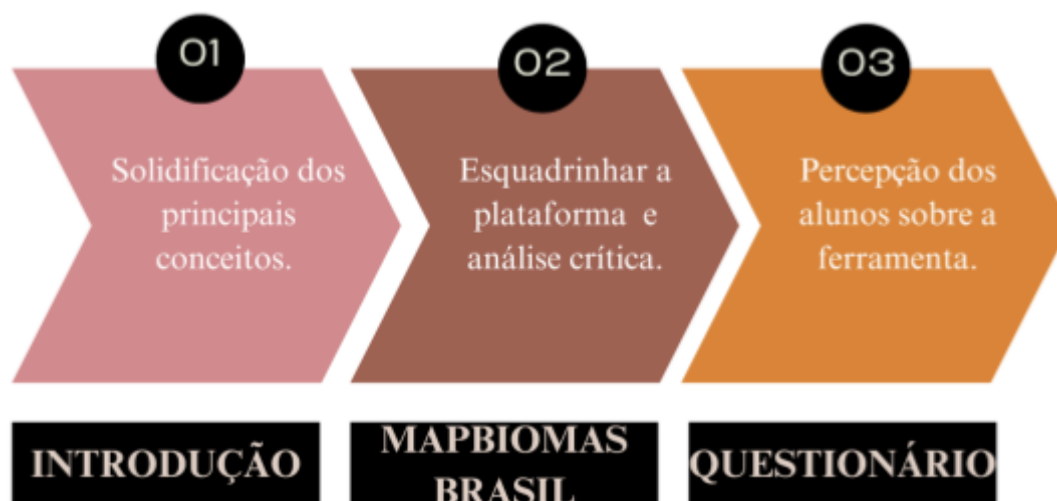 01
Solidificação dos
principais
conceitos.
02
Esquadrinhar a
plataforma e
análise crítica.
03
Percepção dos
alunos sobre a
ferramenta.
INTRODUÇÃO
MAPBIOMAS
BRASIL
QUESTIONÁRIO